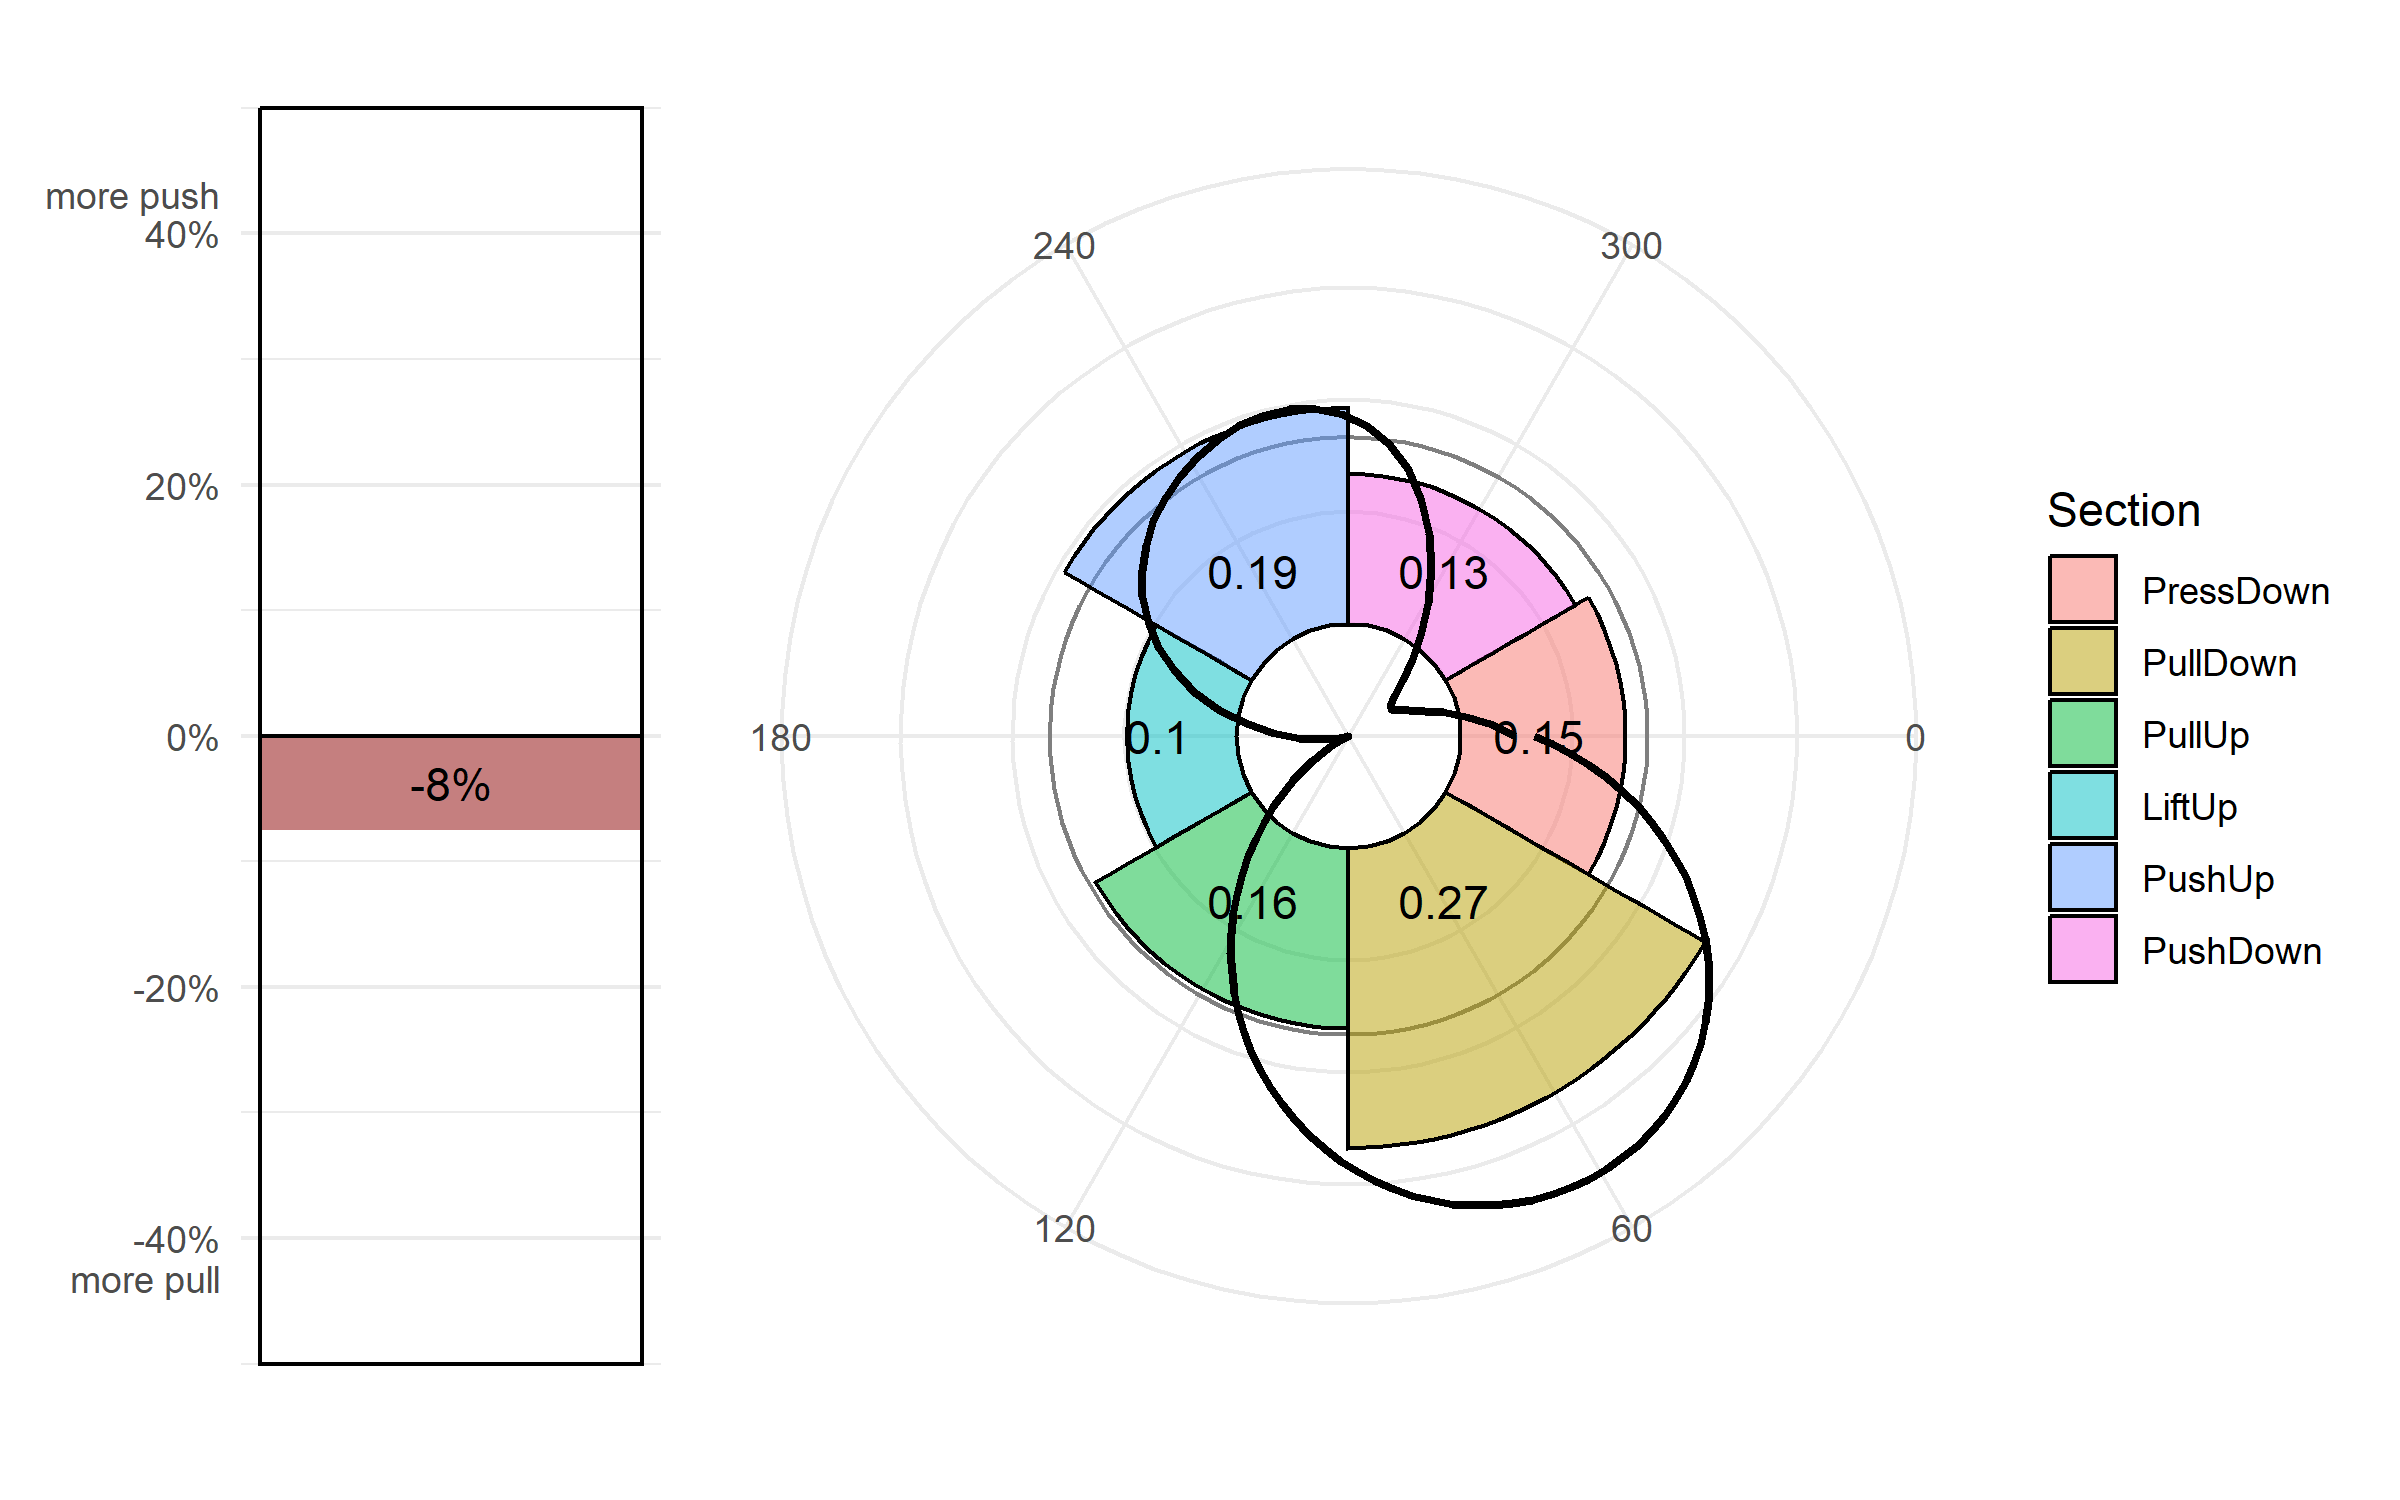 more push
40%
20%
0%
-20%
-40%
more pull
-8%
240
300
180
0
120
60
0.19
0.13
0.1
0.15
0.16
0.27
Section
PressDown
PullDown
PullUp
LiftUp
PushUp
PushDown